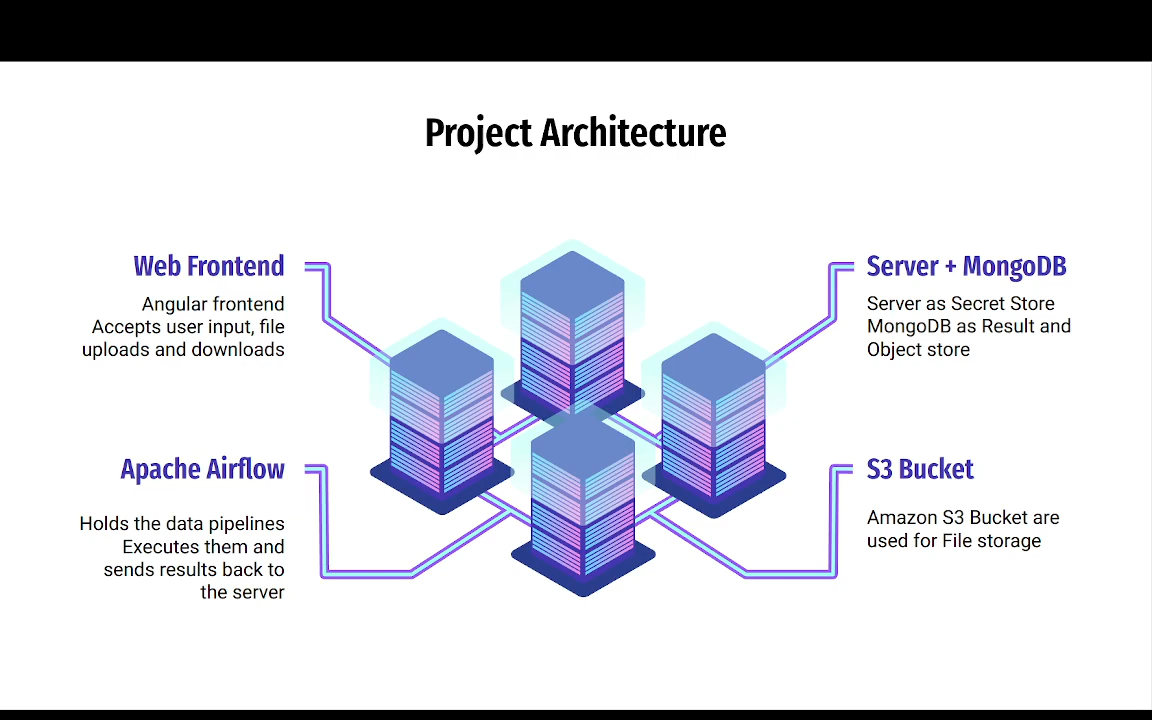 Project Architecture
Web Frontend
Angular frontend
Accepts user input, file
uploads and downloads
Server + MongoDB
Server as Secret Store
MongoDB as Result and
Object store
Apache Airflow
Holds the data pipelines
Executes them and
sends results back to
the server
S3 Bucket
Amazon S3 Bucket are
used for File storage